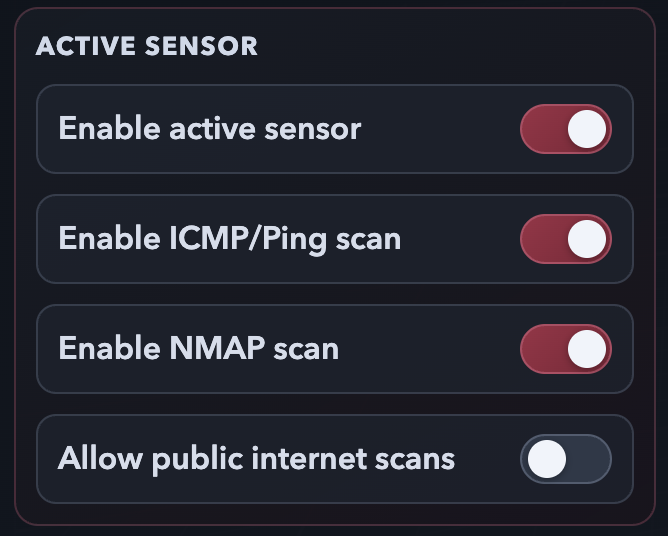 ACTIVE SENSOR
Enable active sensor
Enable ICMP/Ping scan
Enable NMAP scan
Allow public internet scans